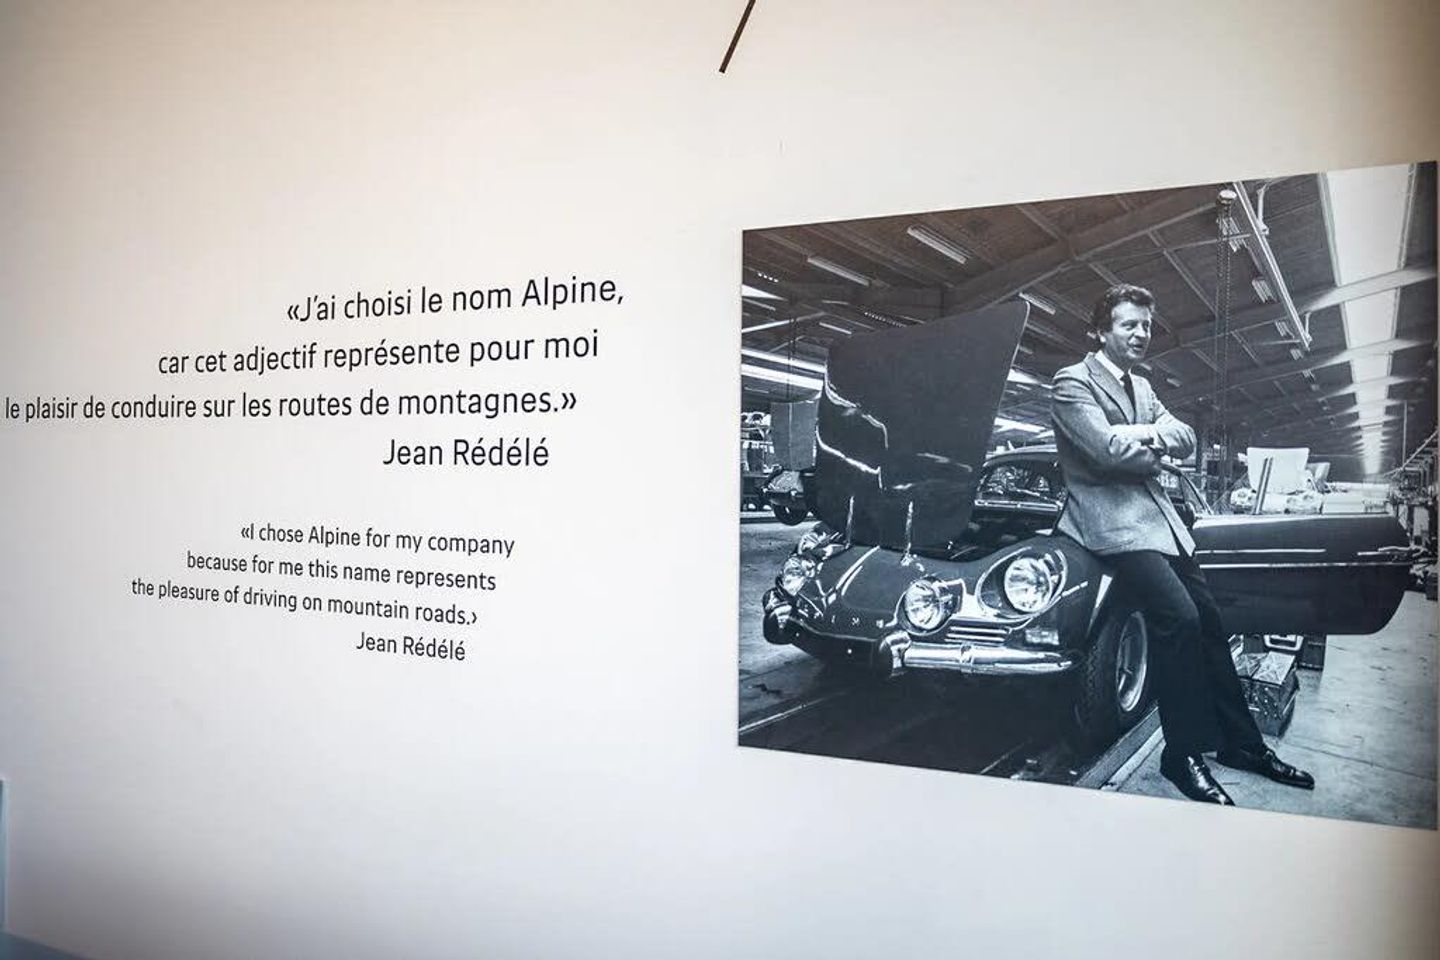 «J'ai choisi le nom Alpine,
car cet adjectif représente pour moi
le plaisir de conduire sur les routes de montagnes.»
Jean Rédélé
«I chose Alpine for my company
because for me this name represents
the pleasure of driving on mountain roads.›
Jean Rédélé